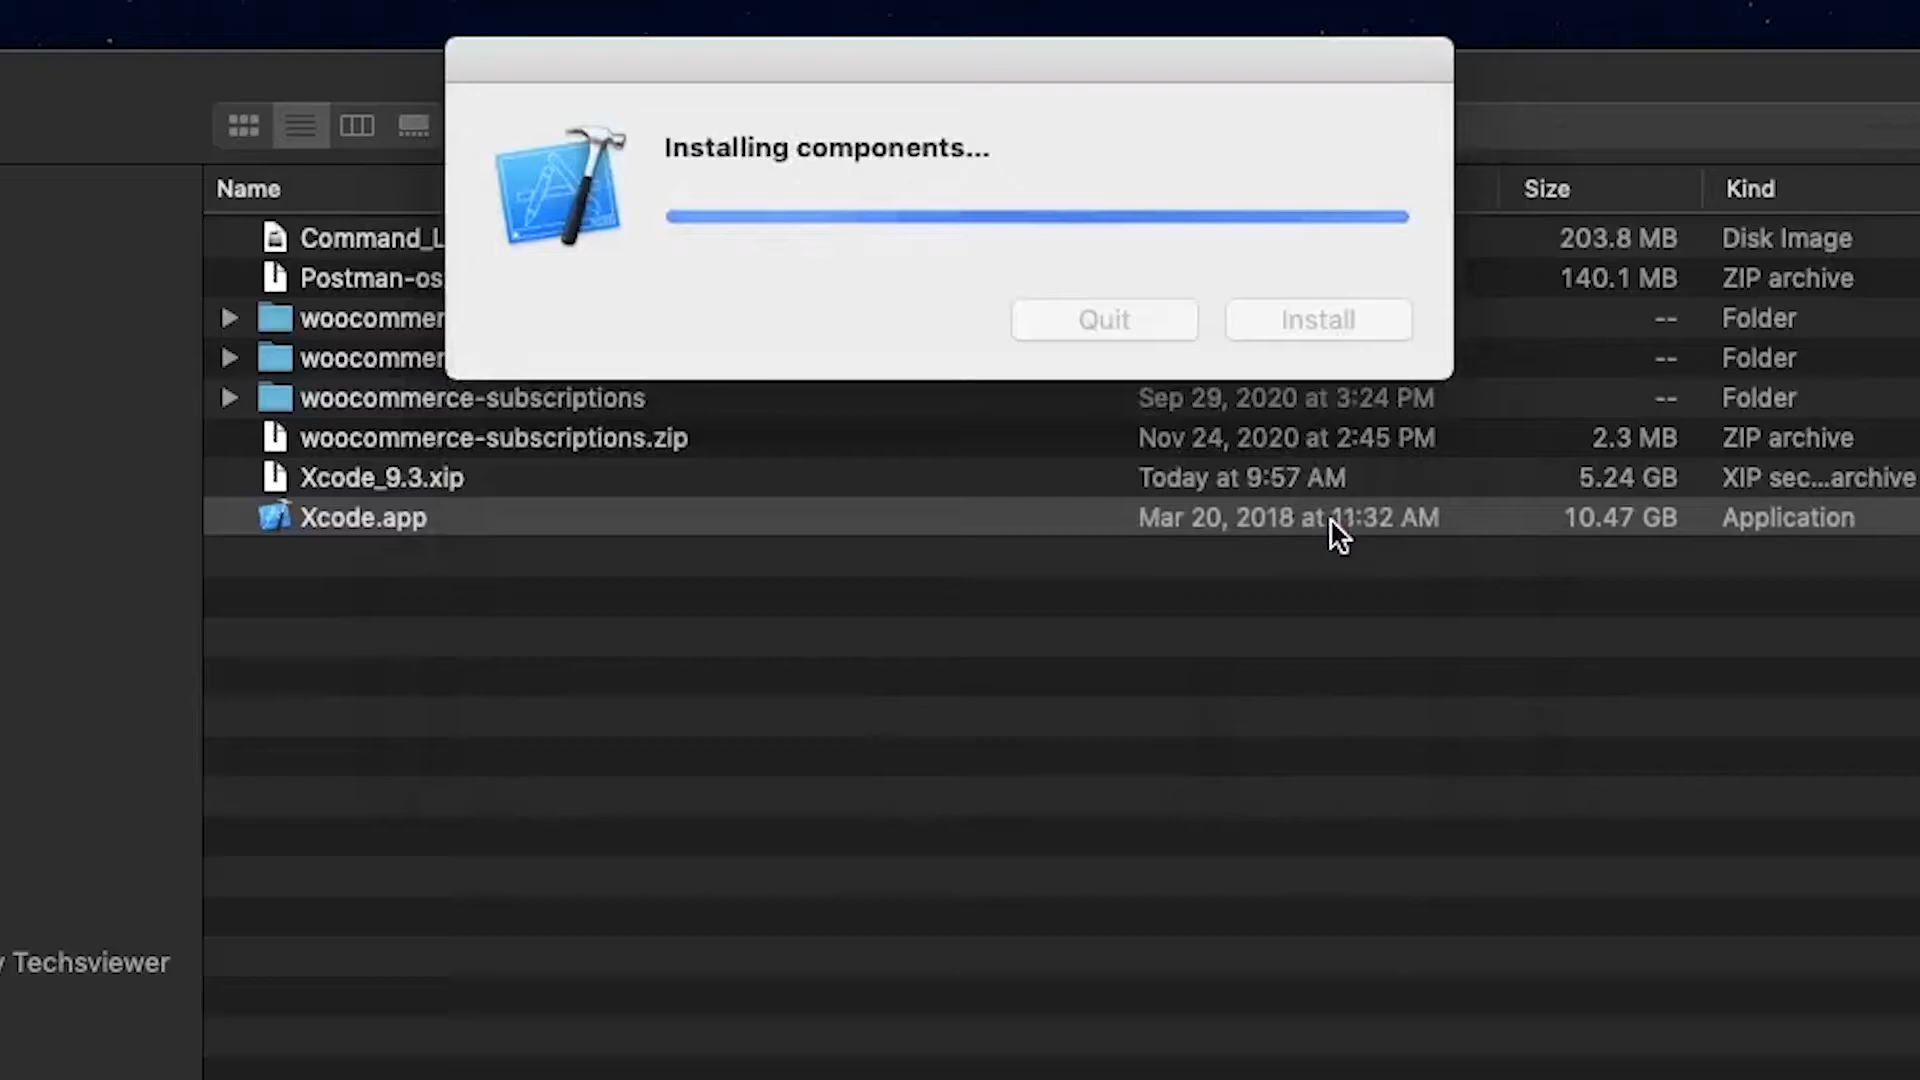 Installing components...
Quit
Install
Name
Size
Kind
Command_L
203.8 MB
Disk Image
Postman-os
140.1 MB
ZIP archive
woocommer
--
Folder
woocommer
--
Folder
woocommerce-subscriptions
Sep 29, 2020 at 3:24 PM
--
Folder
woocommerce-subscriptions.zip
Nov 24, 2020 at 2:45 PM
2.3 MB
ZIP archive
Xcode_9.3.xip
Today at 9:57 AM
5.24 GB
XIP sec...archive
Xcode.app
Mar 20, 2018 at 11:32 AM
10.47 GB
Application
y Techsviewer